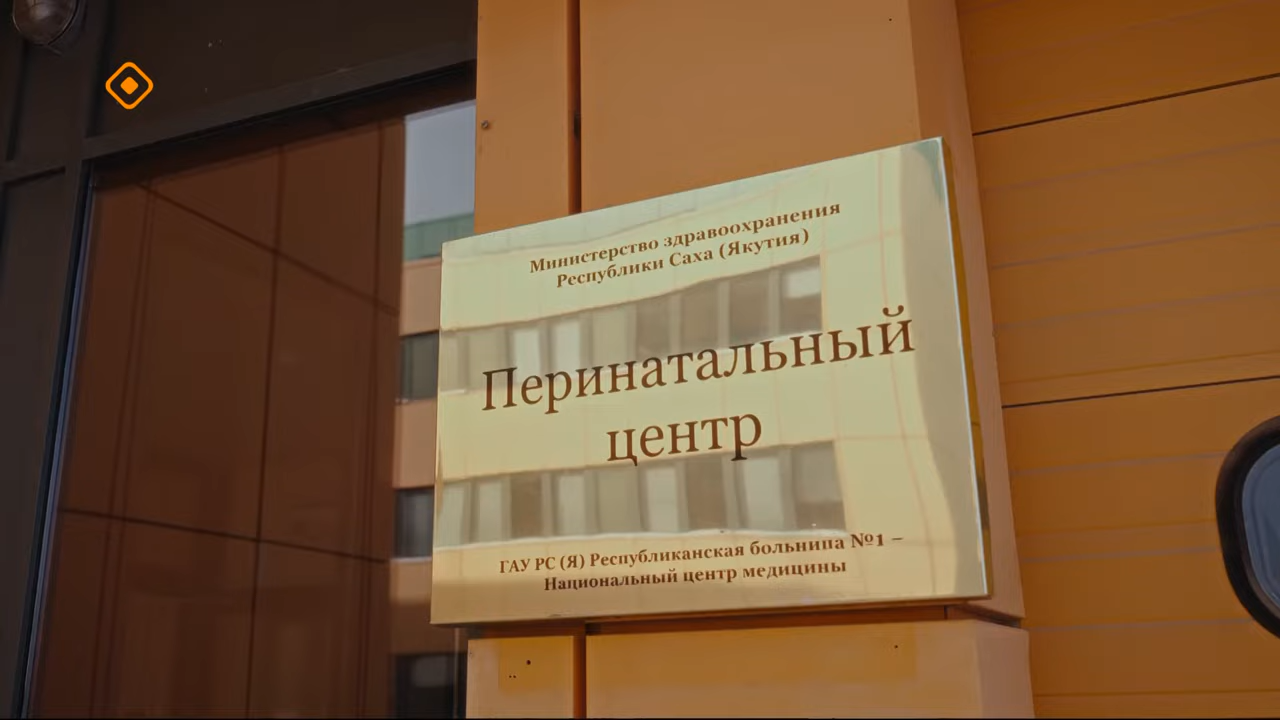 Министерство здравоохранения
Республики Саха (Якутия)
Перинатальный
центр
ГАУ РС (Я) Республиканская больница №1 –
Национальный центр медицины